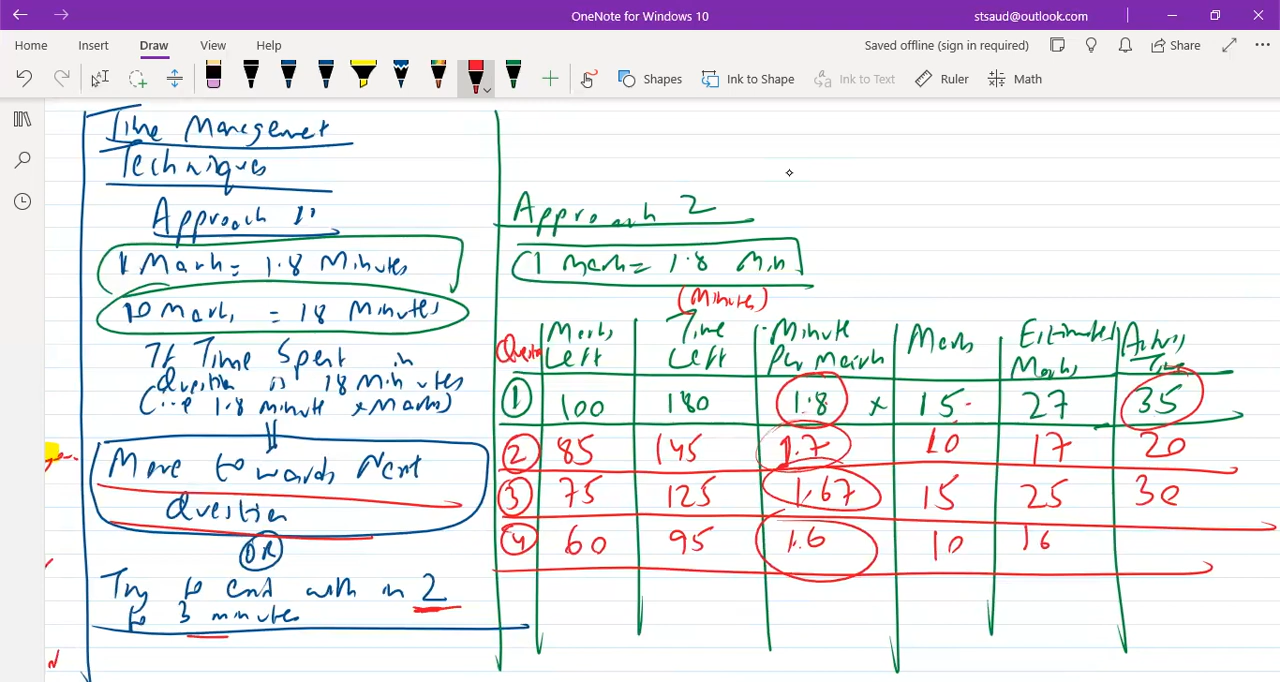 OneNote for Windows 10
stsaud@outlook.com
Home Insert Draw View Help
Saved offline (sign in required) Share
Shapes Ink to Shape Ink to Text Ruler Math
Time Managemet
Techniques
Approach 1:
1 Mark = 1.8 Minutes
10 Marks = 18 Minutes
If Time Spent in
Question is 18 Minutes
(i.e 1.8 minute x Marks)
Move towards Next
Question
OR
Try to end with in 2
to 3 minutes
Approach 2
(1 mark = 1.8 Min)
(Minutes)
Question Marks Left Time Left Minute Per Mark Mark Estimated Marks Actual Time
1 100 180 1.8 x 15 27 35
2 85 145 1.7 10 17 20
3 75 125 1.67 15 25 30
4 60 95 1.6 10 16